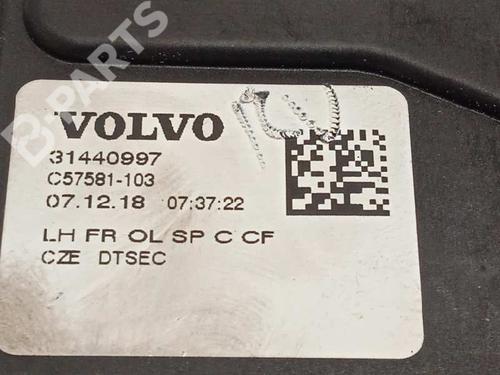 B PARTS
VOLVO
31440997
C57581-103
07.12.18 07:37:22
LH FR OL SP C CF
CZE DTSEC